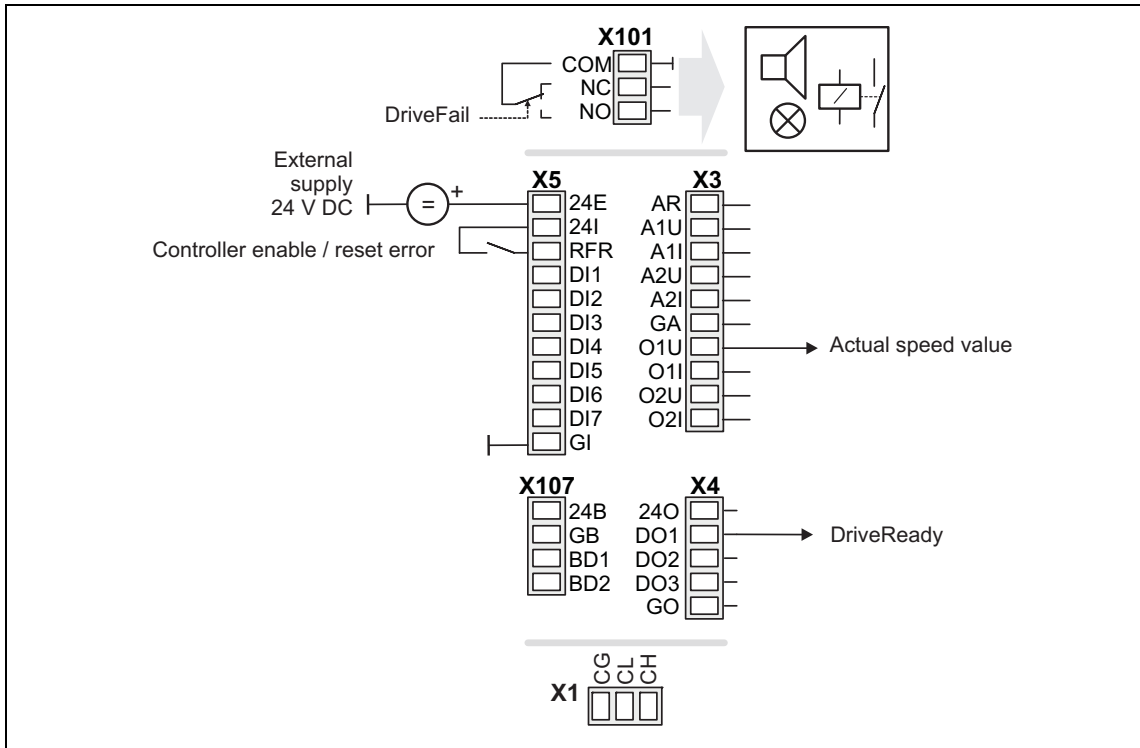 X101
COM
NC
NO
DriveFail
External
supply
24 V DC
=
+
Controller enable / reset error
X5
24E
24I
RFR
DI1
DI2
DI3
DI4
DI5
DI6
DI7
GI
X3
AR
A1U
A1I
A2U
A2I
GA
O1U
O1I
O2U
O2I
Actual speed value
X107
24B
GB
BD1
BD2
X4
24O
DO1
DO2
DO3
GO
DriveReady
X1
CG
CL
CH